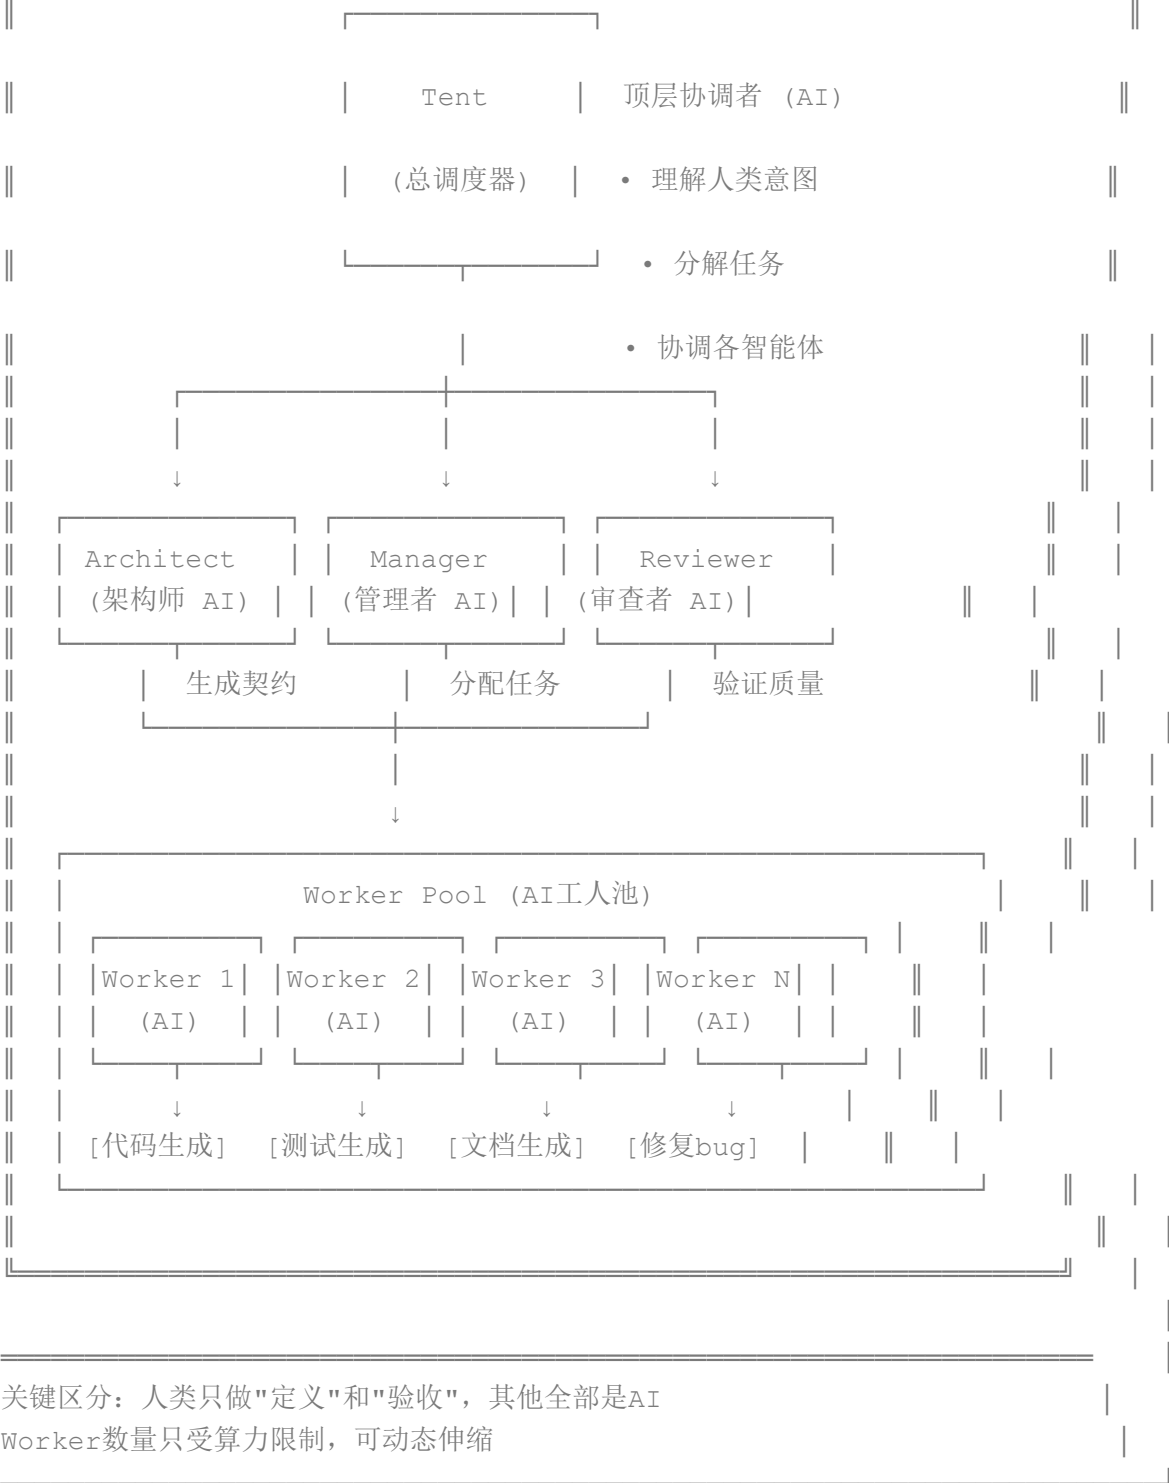 Tent 顶层协调者 (AI)
(总调度器) • 理解人类意图
• 分解任务
• 协调各智能体
↓ ↓ ↓
Architect Manager Reviewer
(架构师 AI) (管理者 AI) (审查者 AI)
生成契约 分配任务 验证质量
↓
Worker Pool (AI工人池)
Worker 1 Worker 2 Worker 3 Worker N
(AI) (AI) (AI) (AI)
↓ ↓ ↓ ↓
[代码生成] [测试生成] [文档生成] [修复bug]
关键区分：人类只做"定义"和"验收"，其他全部是AI
Worker数量只受算力限制，可动态伸缩